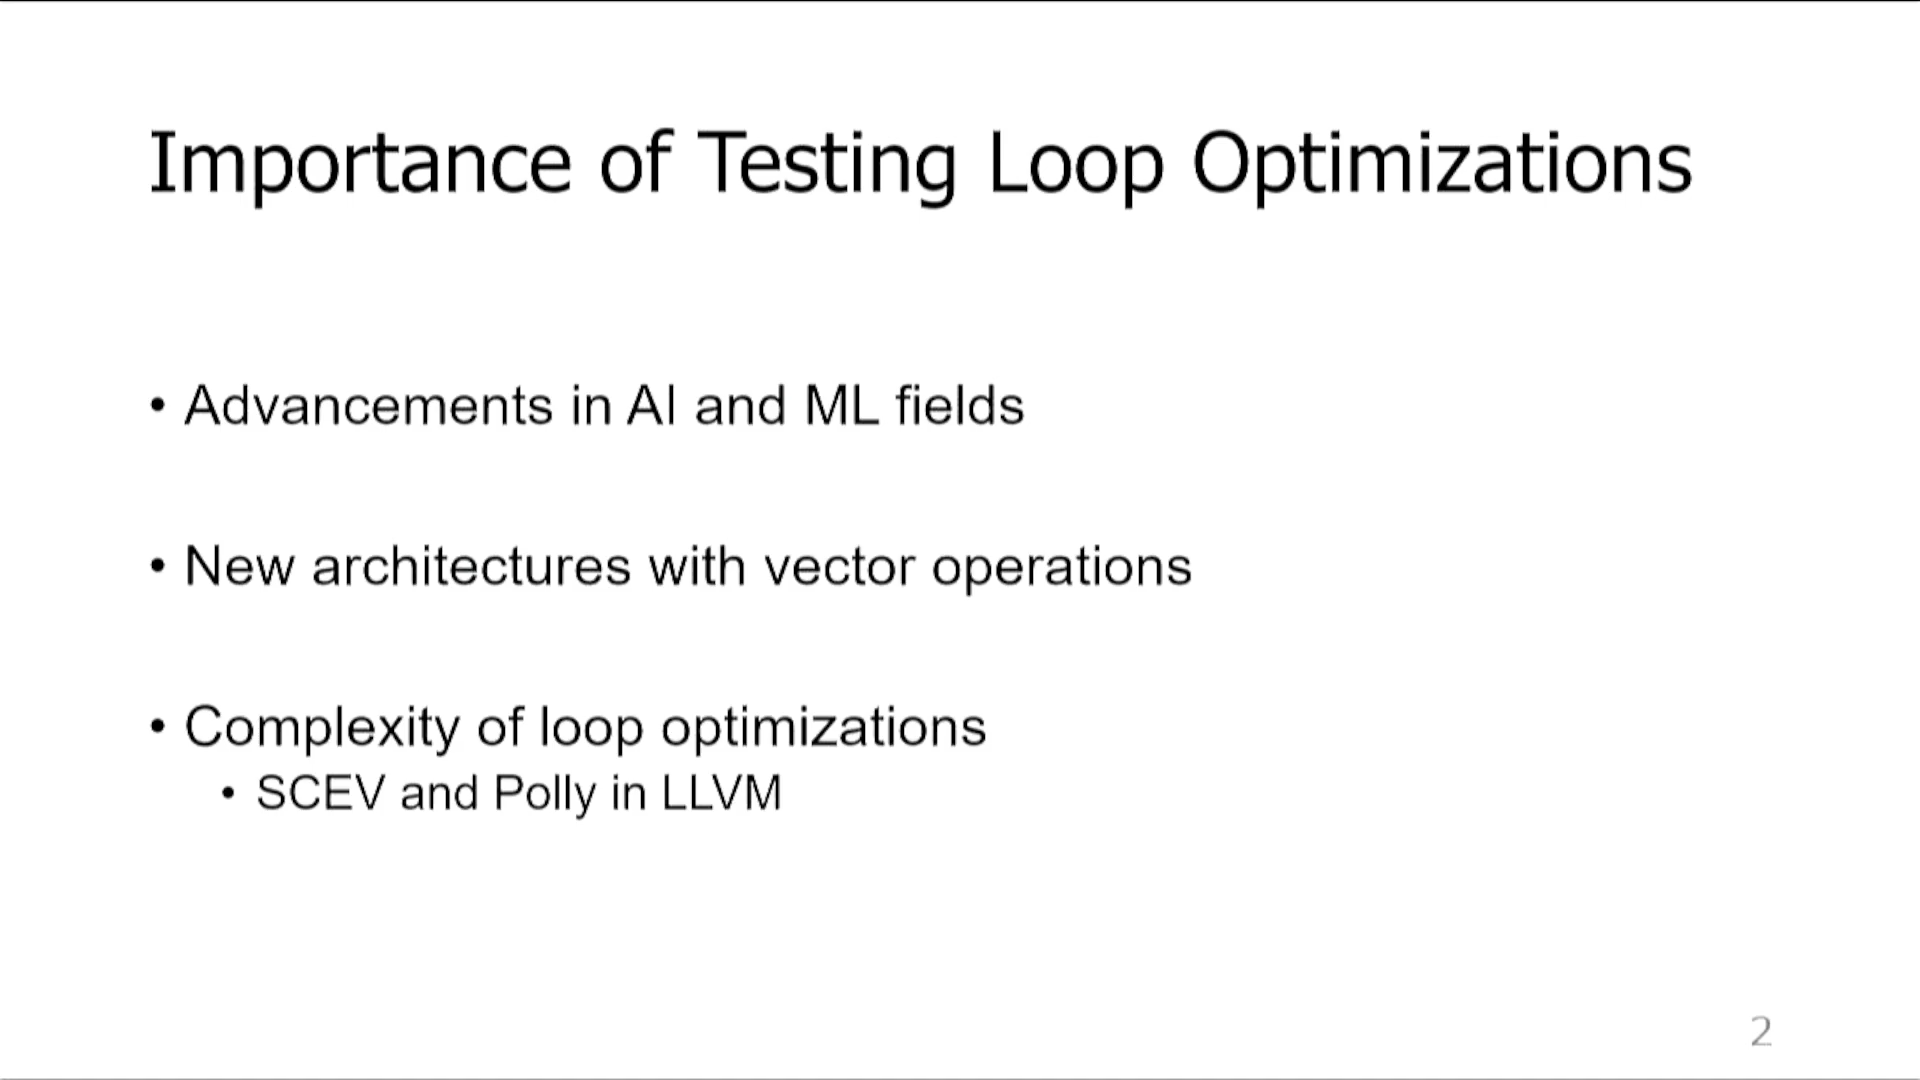 Importance of Testing Loop Optimizations
• Advancements in AI and ML fields
• New architectures with vector operations
• Complexity of loop optimizations
• SCEV and Polly in LLVM
2